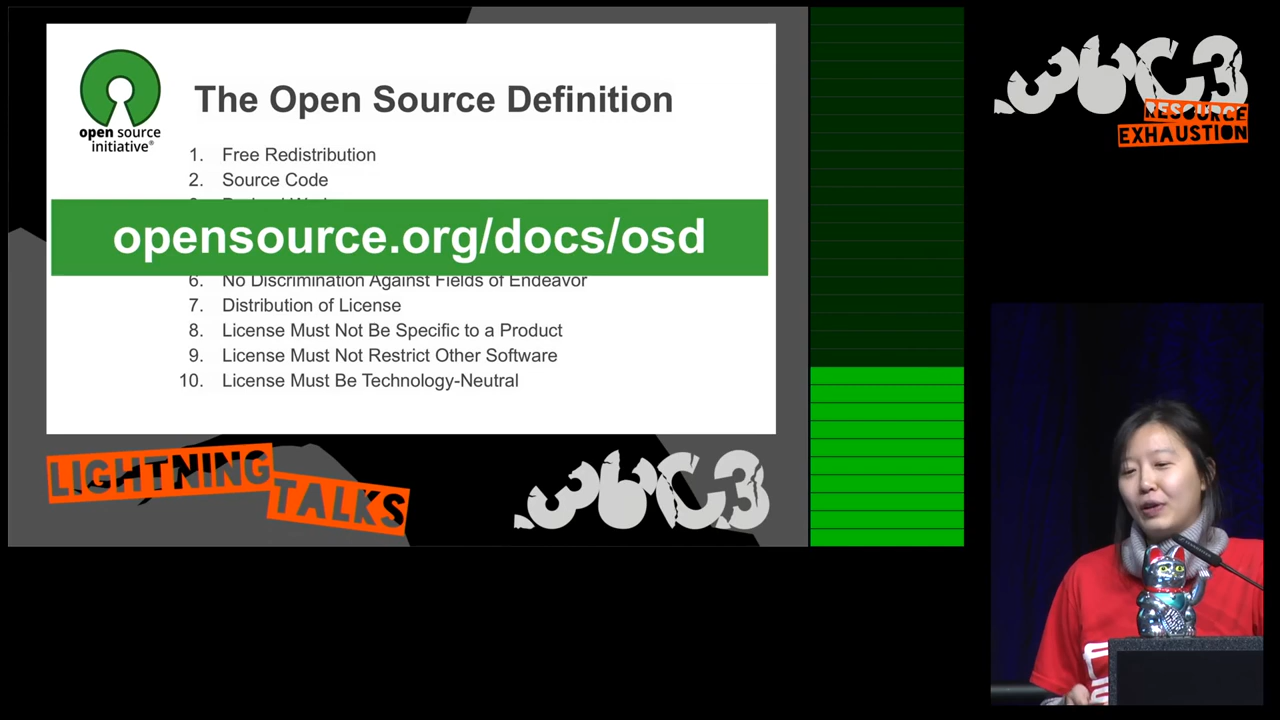 The Open Source Definition
open source
initiative®
1. Free Redistribution
2. Source Code
opensource.org/docs/osd
6. No Discrimination Against Fields of Endeavor
7. Distribution of License
8. License Must Not Be Specific to a Product
9. License Must Not Restrict Other Software
10. License Must Be Technology-Neutral
LIGHTNING
TALKS
36C3
36C3
RESOURCE
EXHAUSTION